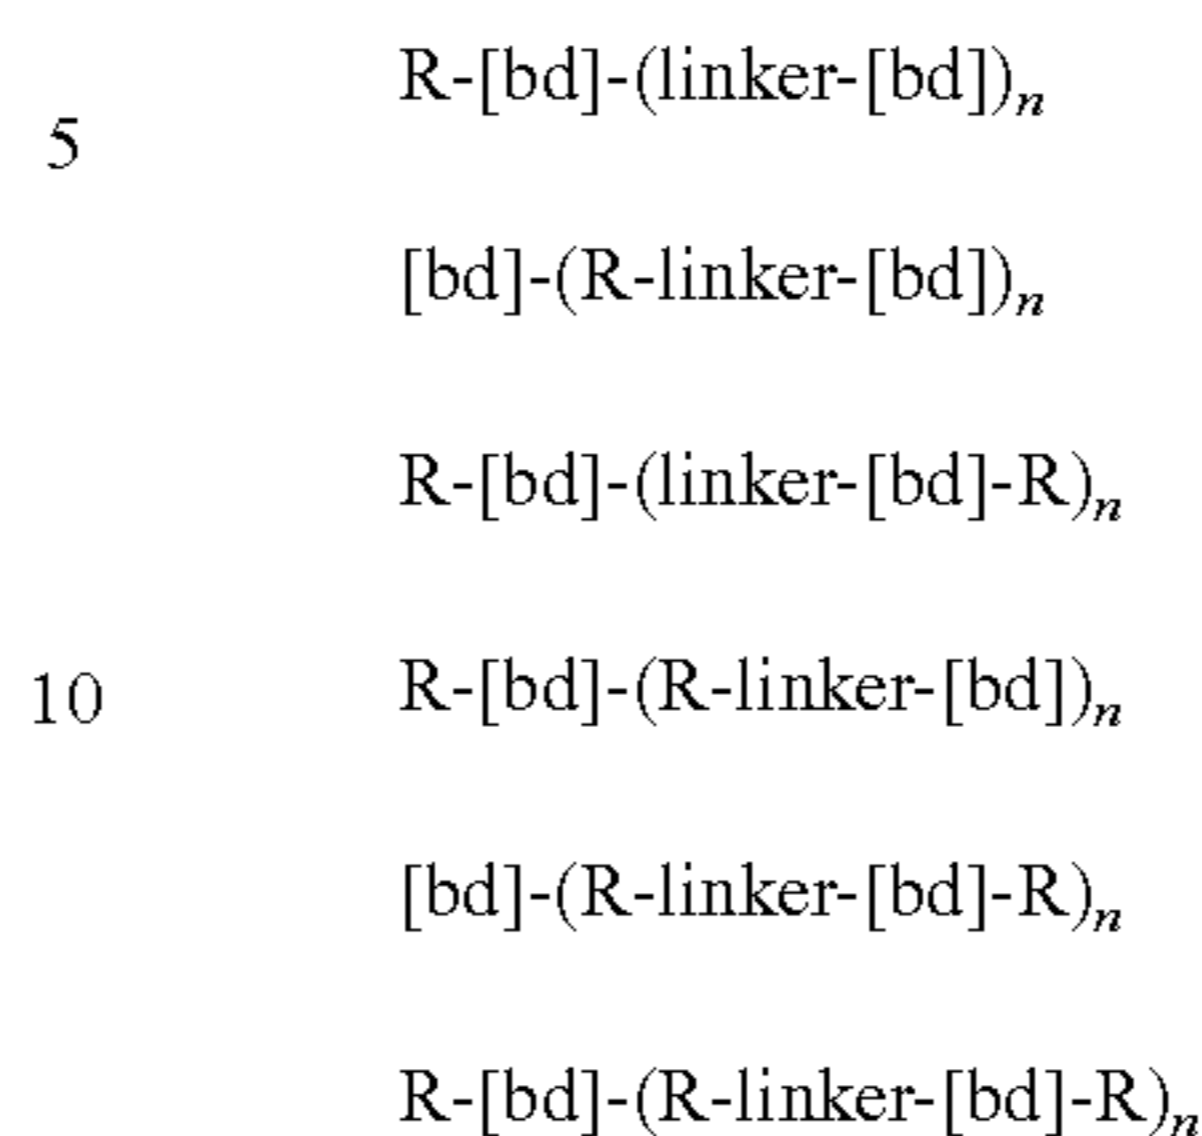 R-[bd]-(linker-[bd])n
5
[bd]-(R-linker-[bd])n
R-[bd]-(linker-[bd]-R)n
10 R-[bd]-(R-linker-[bd])n
[bd]-(R-linker-[bd]-R)n
R-[bd]-(R-linker-[bd]-R)n